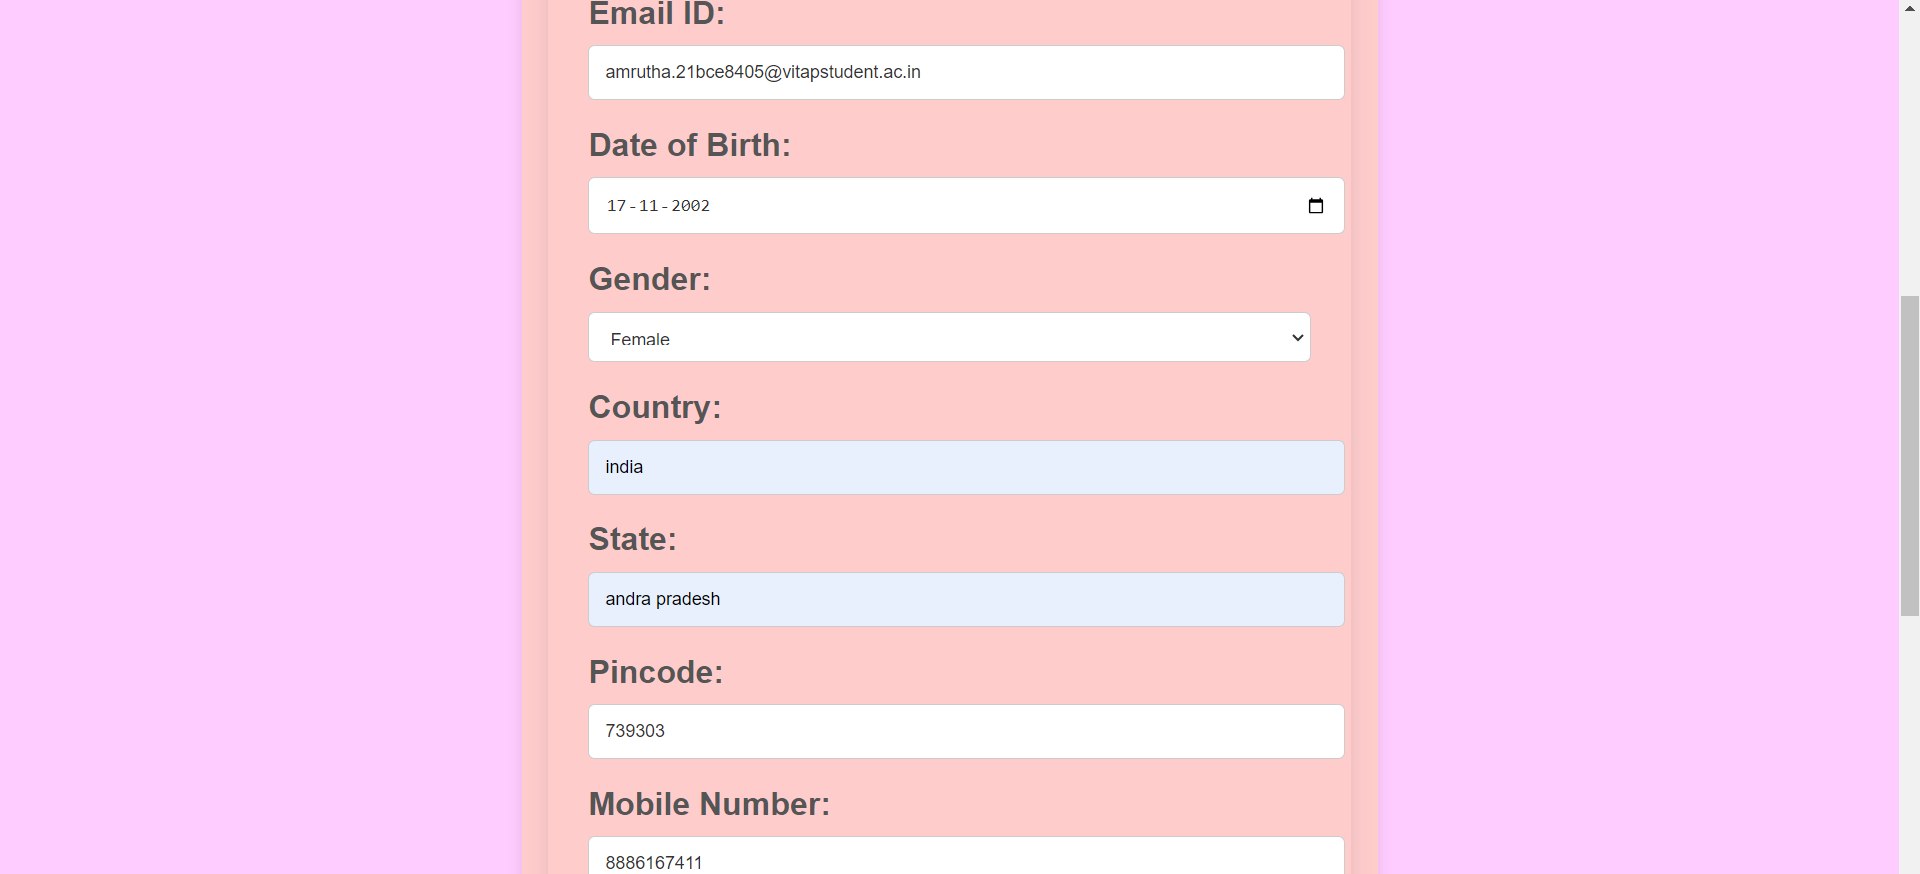 Email ID:
amrutha.21bce8405@vitapstudent.ac.in
Date of Birth:
17-11-2002
Gender:
Female
Country:
india
State:
andra pradesh
Pincode:
739303
Mobile Number:
8886167411